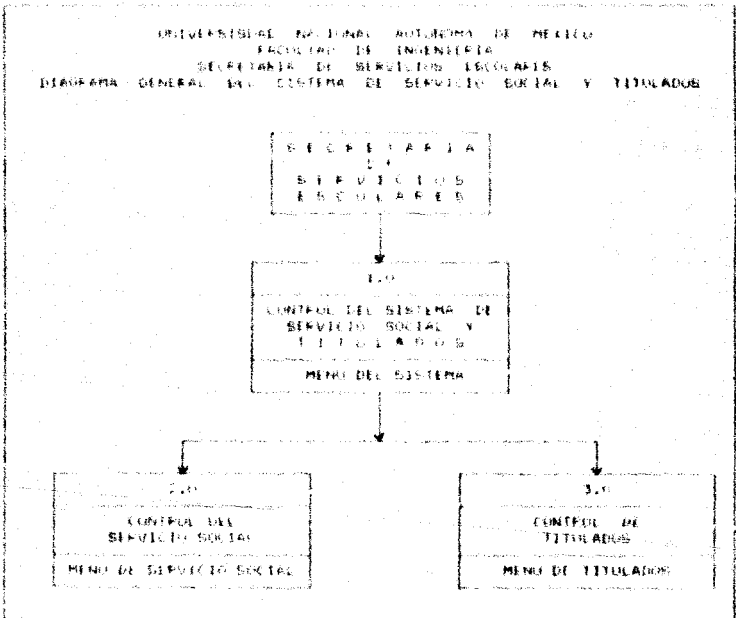 UNIVERSIDAD NACIONAL AUTONOMA DE MEXICO
FACULTAD DE INGENIERIA
SECRETARIA DE SERVICIOS ESCOLARES
DIAGRAMA GENERAL DEL SISTEMA DE SERVICIO SOCIAL Y TITULADOS
S E C R E T A R I A
D E
S E R V I C I O S
E S C O L A R E S
1.0
CONTROL DEL SISTEMA DE
SERVICIO SOCIAL Y
T I T U L A D O S
MENU DEL SISTEMA
2.0
CONTROL DEL
SERVICIO SOCIAL
MENU DE SERVICIO SOCIAL
3.0
CONTROL DE
TITULADOS
MENU DE TITULADOS